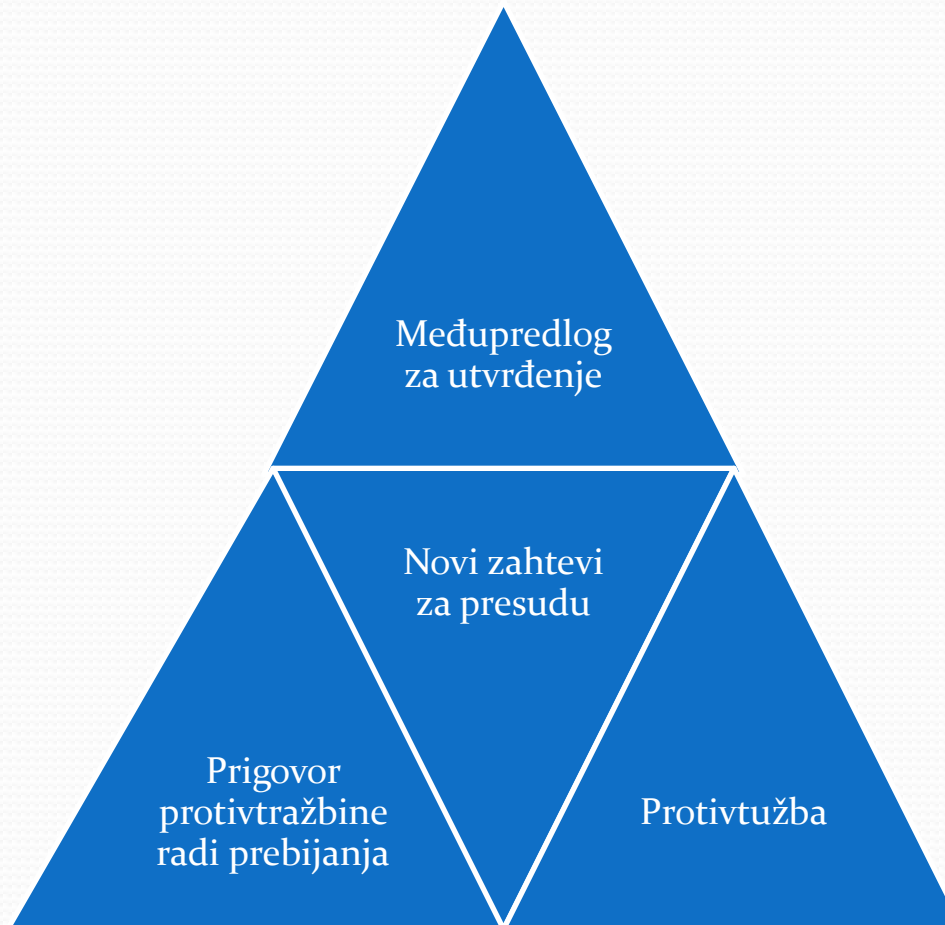 Međupredlog
za utvrđenje
Novi zahtevi
za presudu
Prigovor
protivtražbine
radi prebijanja
Protivtužba